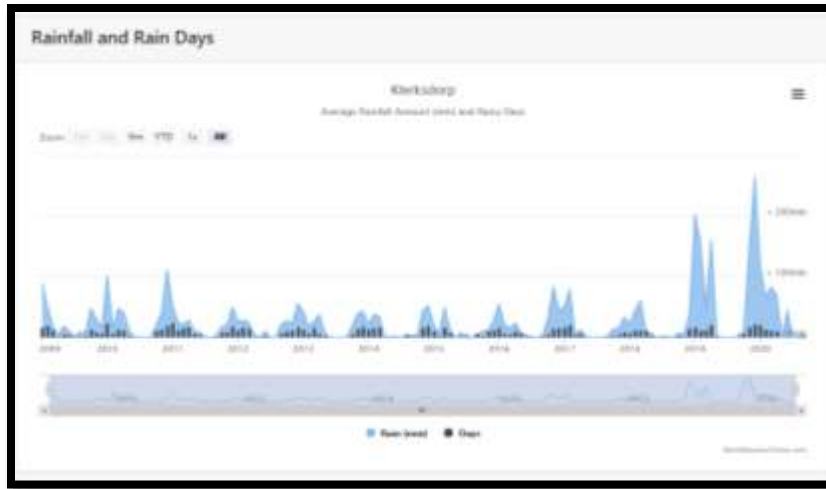 Rainfall and Rain Days
Klerksdorp
Average Rainfall Amount (mm) and Rainy Days
Zoom 6m YTD 1y All
200mm
100mm
2009 2010 2011 2012 2013 2014 2015 2016 2017 2018 2019 2020
Rain (mm) Days